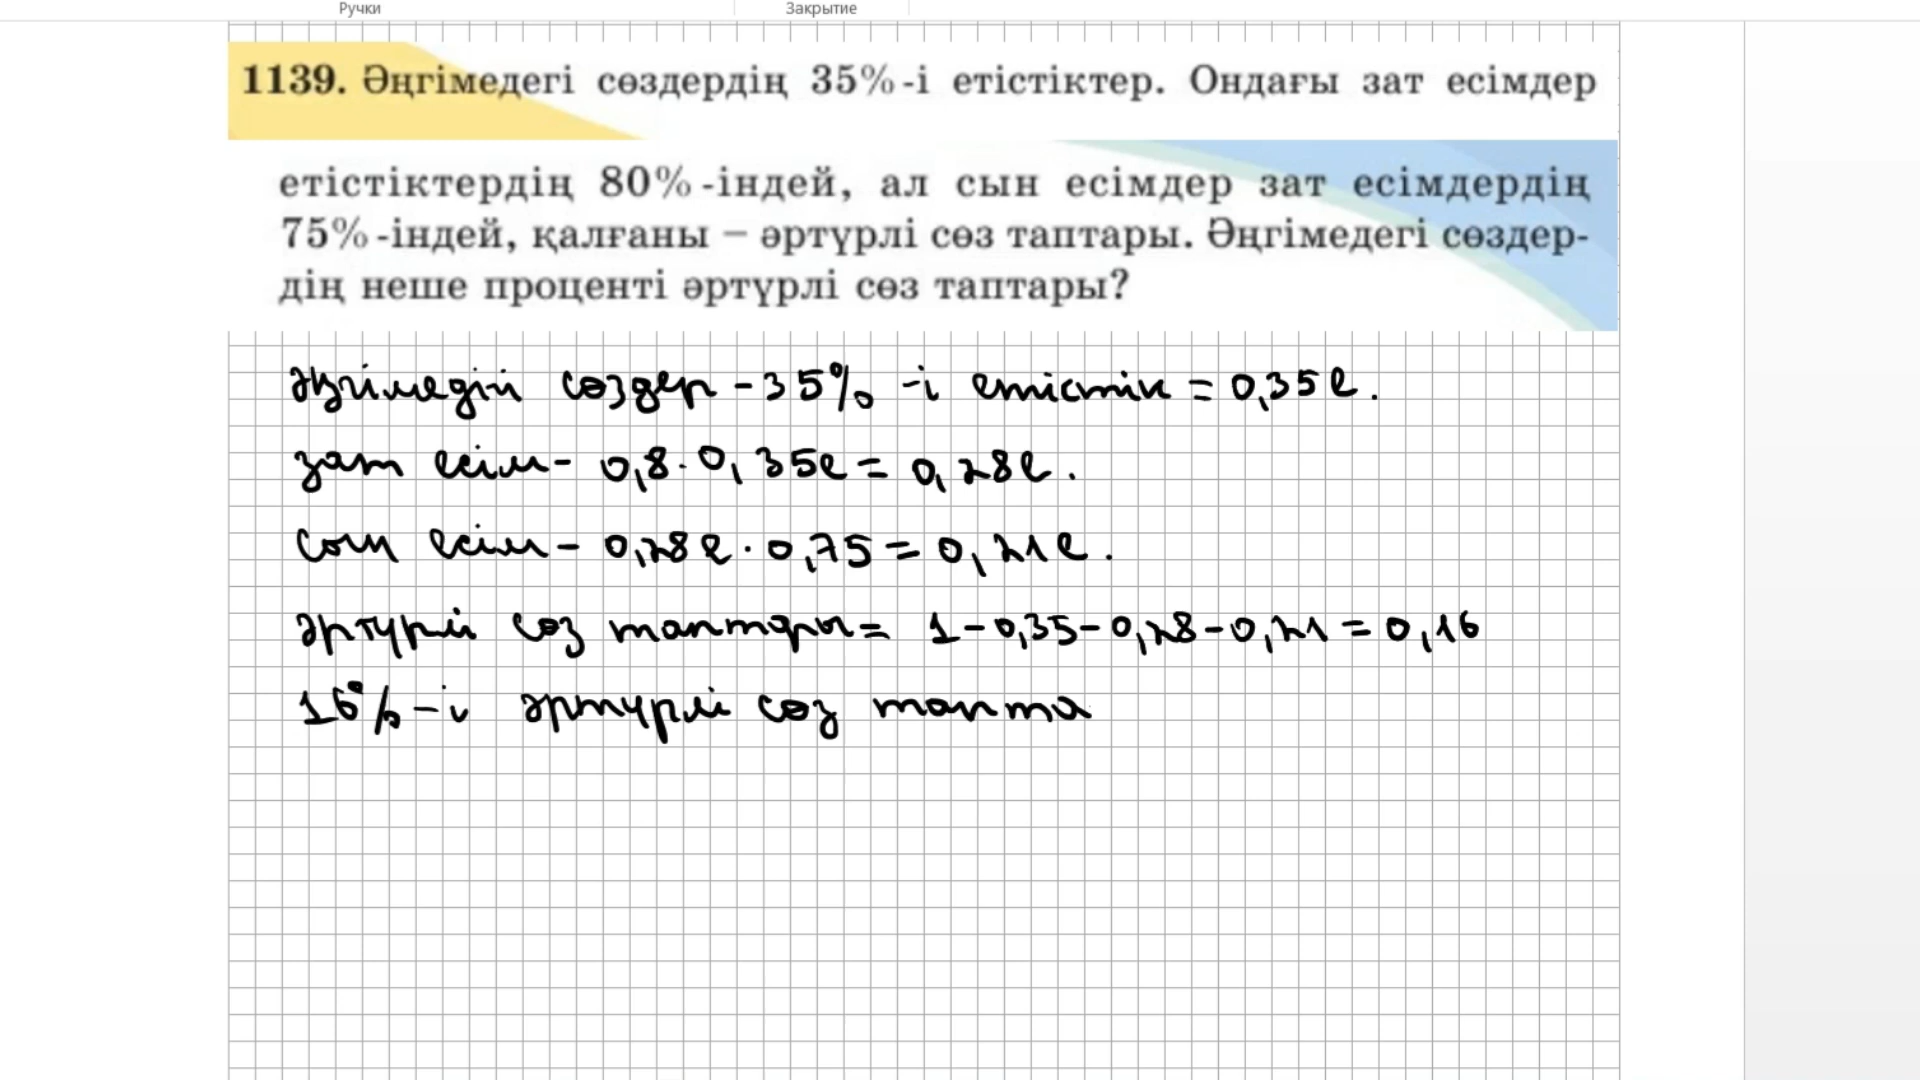 Ручки
Закрытие
1139. Әңгімедегі сөздердің 35%-і етістіктер. Ондағы зат есімдер
етістіктердің 80%-індей, ал сын есімдер зат есімдердің
75%-індей, қалғаны – әртүрлі сөз таптары. Әңгімедегі сөздер-
дің неше проценті әртүрлі сөз таптары?
сөздер - 35% -і етістік = 0,35е.
зат есім - 0,8 · 0,35е = 0,28е.
сын есім - 0,28е · 0,75 = 0,21е.
әртүрлі сөз таптары = 1 - 0,35 - 0,28 - 0,21 = 0,16
16% - і әртүрлі сөз тапта